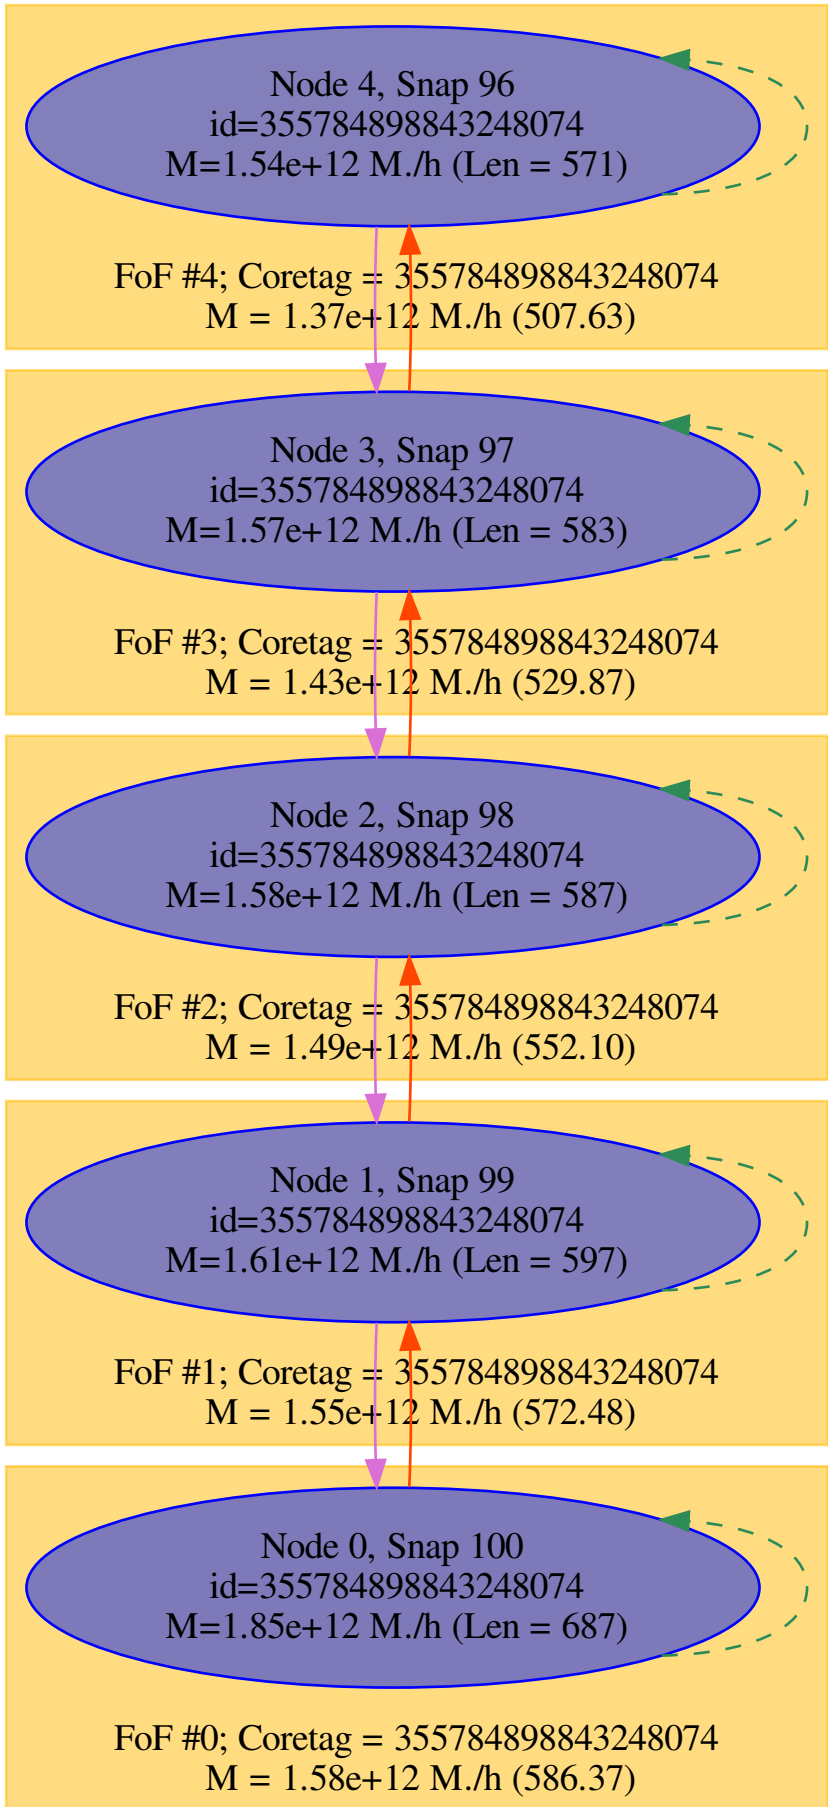 Node 4, Snap 96
id=355784898843248074
M=1.54e+12 M./h (Len = 571)
FoF #4; Coretag = 355784898843248074
M = 1.37e+12 M./h (507.63)
Node 3, Snap 97
id=355784898843248074
M=1.57e+12 M./h (Len = 583)
FoF #3; Coretag = 355784898843248074
M = 1.43e+12 M./h (529.87)
Node 2, Snap 98
id=355784898843248074
M=1.58e+12 M./h (Len = 587)
FoF #2; Coretag = 355784898843248074
M = 1.49e+12 M./h (552.10)
Node 1, Snap 99
id=355784898843248074
M=1.61e+12 M./h (Len = 597)
FoF #1; Coretag = 355784898843248074
M = 1.55e+12 M./h (572.48)
Node 0, Snap 100
id=355784898843248074
M=1.85e+12 M./h (Len = 687)
FoF #0; Coretag = 355784898843248074
M = 1.58e+12 M./h (586.37)